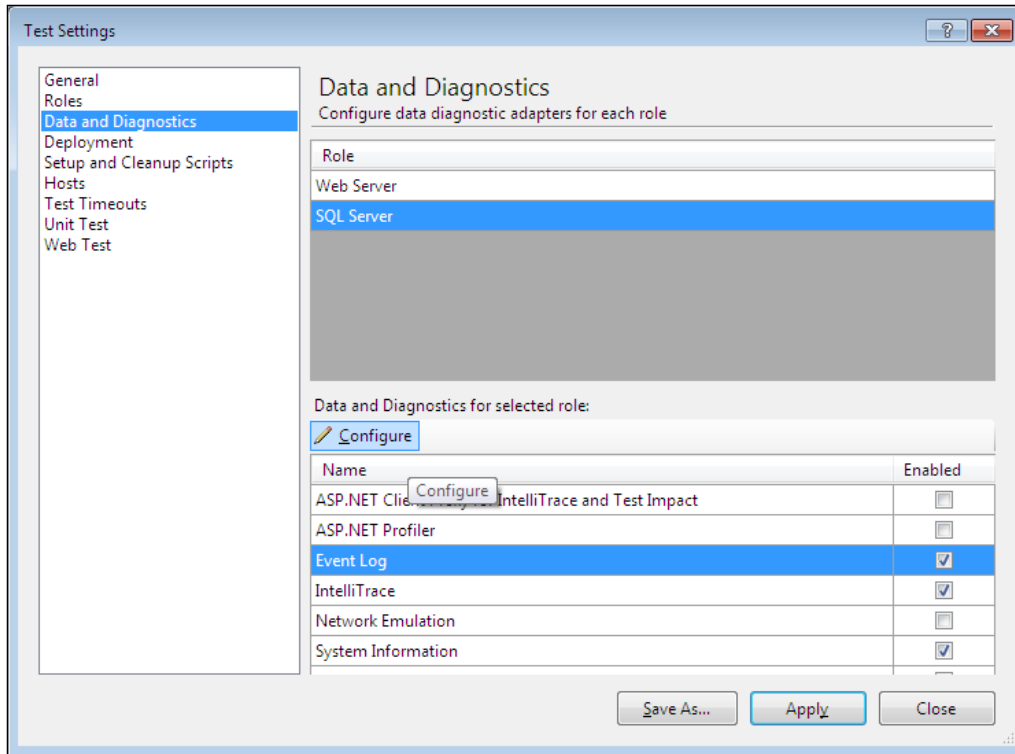 Test Settings
General
Roles
Data and Diagnostics
Deployment
Setup and Cleanup Scripts
Hosts
Test Timeouts
Unit Test
Web Test
Data and Diagnostics
Configure data diagnostic adapters for each role
Role
Web Server
SQL Server
Data and Diagnostics for selected role:
Configure
Name Enabled
Configure
ASP.NET Clie IntelliTrace and Test Impact
ASP.NET Profiler
Event Log
IntelliTrace
Network Emulation
System Information
Save As... Apply Close